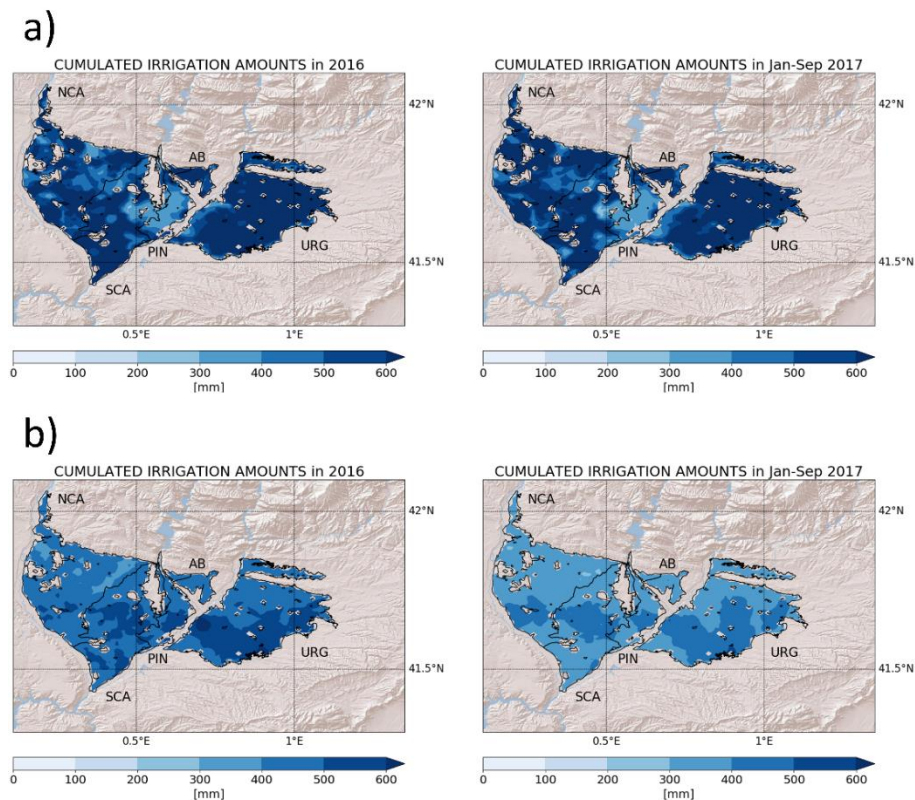 a)
CUMULATED IRRIGATION AMOUNTS in 2016
CUMULATED IRRIGATION AMOUNTS in Jan-Sep 2017
NCA
NCA
42°N
42°N
AB
AB
URG
URG
PIN
PIN
41.5°N
41.5°N
SCA
SCA
0.5°E 1°E
0.5°E 1°E
0 100 200 300 400 500 600
0 100 200 300 400 500 600
[mm]
[mm]
b)
CUMULATED IRRIGATION AMOUNTS in 2016
CUMULATED IRRIGATION AMOUNTS in Jan-Sep 2017
NCA
NCA
42°N
42°N
AB
AB
URG
URG
PIN
PIN
41.5°N
41.5°N
SCA
SCA
0.5°E 1°E
0.5°E 1°E
0 100 200 300 400 500 600
0 100 200 300 400 500 600
[mm]
[mm]